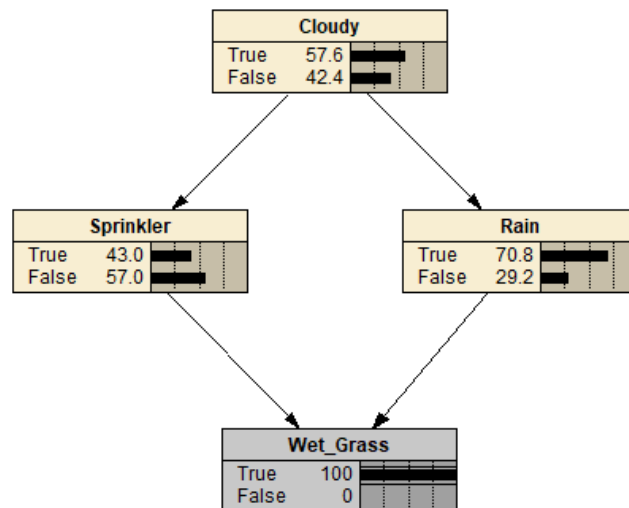 Cloudy
True 57.6
False 42.4
Sprinkler
True 43.0
False 57.0
Rain
True 70.8
False 29.2
Wet_Grass
True 100
False 0